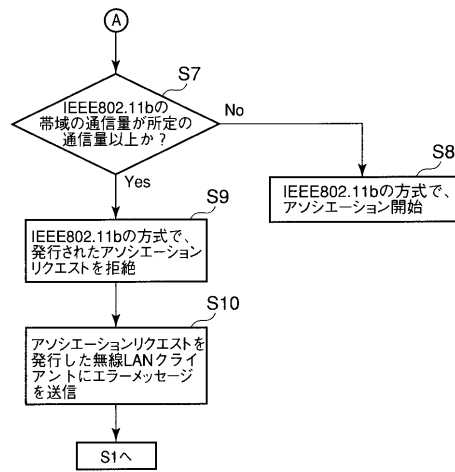 A
S7
IEEE802.11bの
帯域の通信量が所定の
通信量以上か？
No
Yes
S8
IEEE802.11bの方式で、
アソシエーション開始
S9
IEEE802.11bの方式で、
発行されたアソシエーション
リクエストを拒絶
S10
アソシエーションリクエストを
発行した無線LANクライ
アントにエラーメッセージ
を送信
S1へ